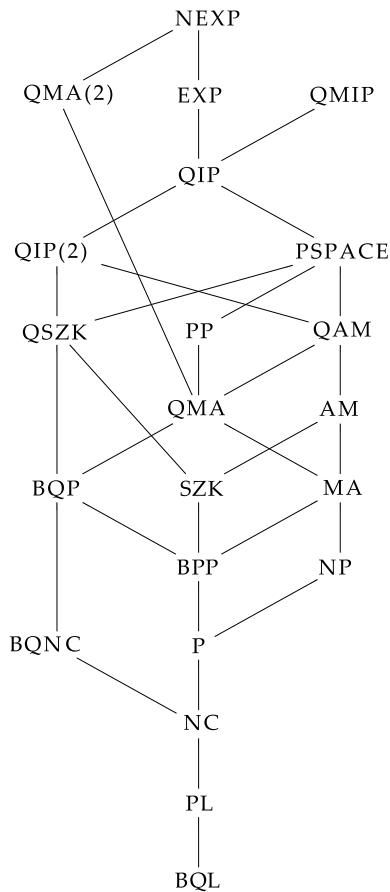 NEXP
QMA(2) EXP QMIP
QIP
QIP(2) PSPACE
QSZK PP QAM
QMA AM
BQP SZK MA
BPP NP
BQNC P
NC
PL
BQL